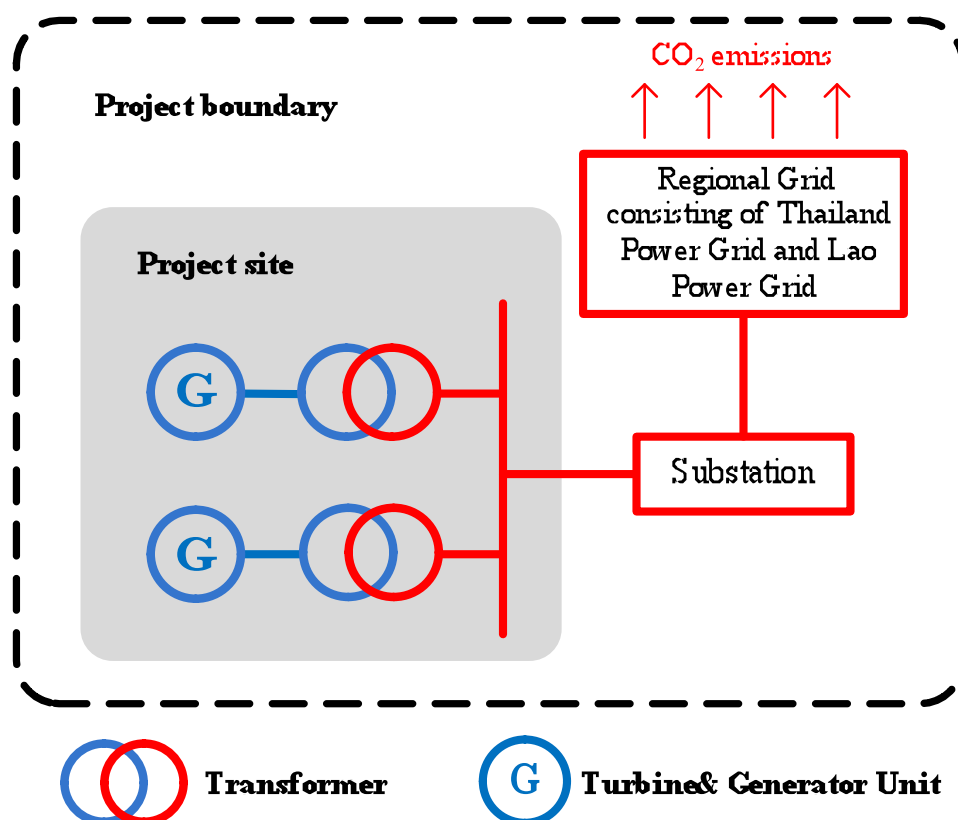 CO₂ emissions
Project boundary
Regional Grid
consisting of Thailand
Power Grid and Lao
Power Grid
Project site
G
Substation
G
Transformer
G
Turbine& Generator Unit